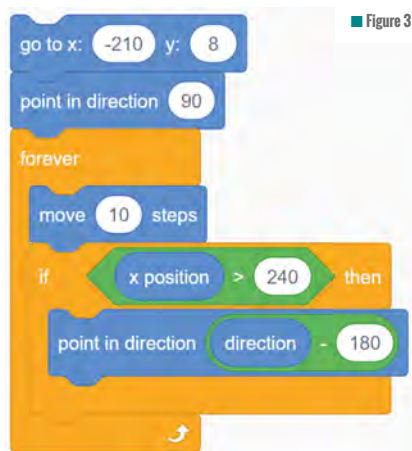 Figure 3
go to x: -210 y: 8
point in direction 90
forever
move 10 steps
if x position > 240 then
point in direction direction - 180